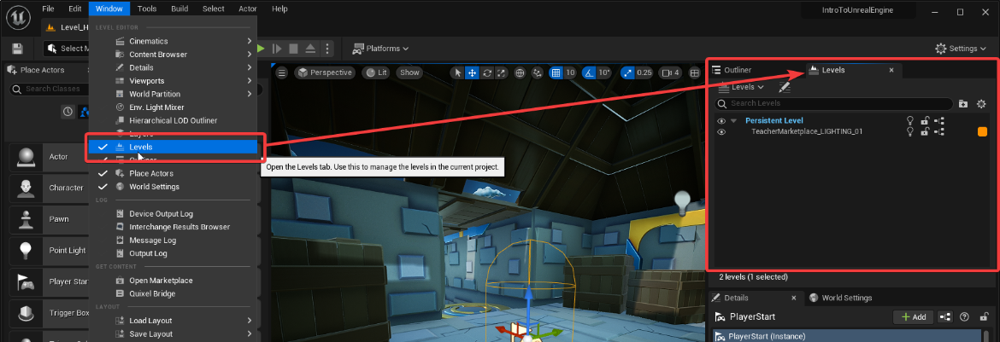 File Edit Window Tools Build Select Actor Help
IntroToUnrealEngine
Level_H
Select M
Platforms
Settings
Place Actors
Search Classes
Actor
Character
Pawn
Point Light
Player Star
Trigger Box
LEVEL EDITOR
Cinematics
Content Browser
Details
Viewports
World Partition
Env. Light Mixer
Hierarchical LOD Outliner
Layers
Levels
Outliner
Place Actors
World Settings
LOG
Device Output Log
Interchange Results Browser
Message Log
Output Log
GET CONTENT
Open Marketplace
Quixel Bridge
LAYOUT
Load Layout
Save Layout
Open the Levels tab. Use this to manage the levels in the current project.
Perspective Lit Show 10 10° 0.25 4
Outliner Levels
Levels
Search Levels
Persistent Level
TeacherMarketplace_LIGHTING_01
2 levels (1 selected)
Details World Settings
PlayerStart Add
PlayerStart (Instance)